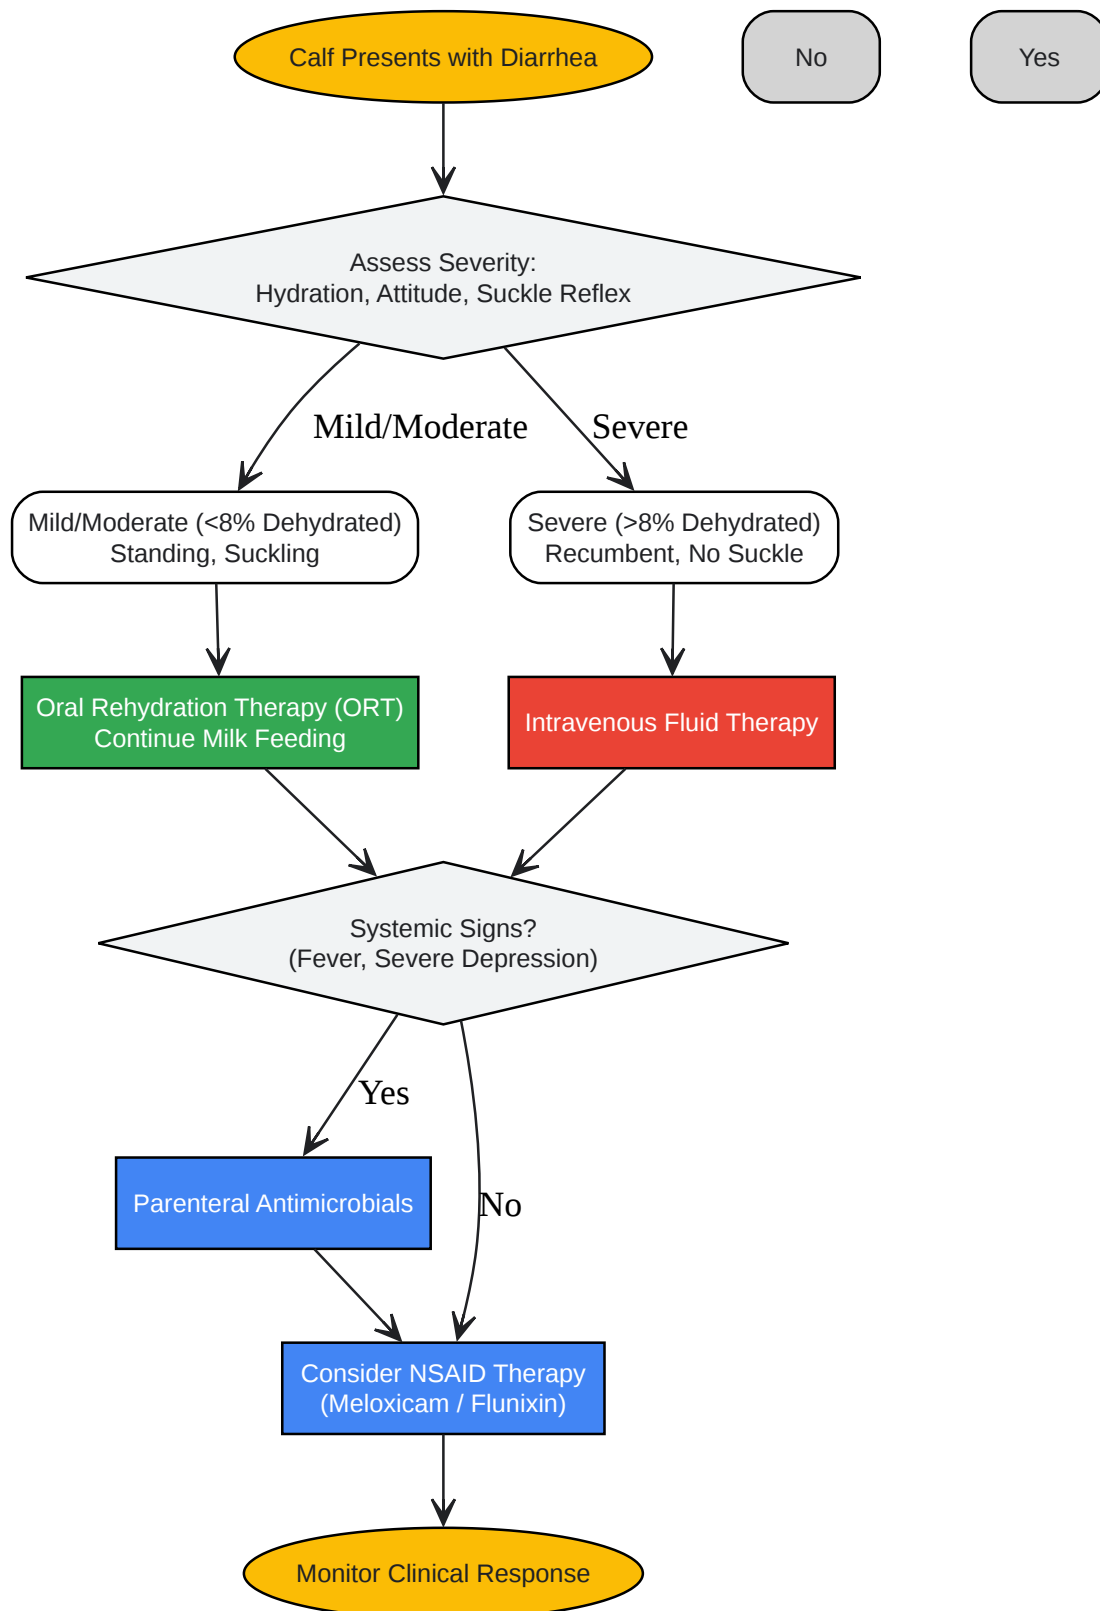 Calf Presents with Diarrhea
No
Yes
Assess Severity:
Hydration, Attitude, Suckle Reflex
Mild/Moderate
Severe
Mild/Moderate (<8% Dehydrated)
Standing, Suckling
Severe (>8% Dehydrated)
Recumbent, No Suckle
Oral Rehydration Therapy (ORT)
Continue Milk Feeding
Intravenous Fluid Therapy
Systemic Signs?
(Fever, Severe Depression)
Yes
Parenteral Antimicrobials
No
Consider NSAID Therapy
(Meloxicam / Flunixin)
Monitor Clinical Response